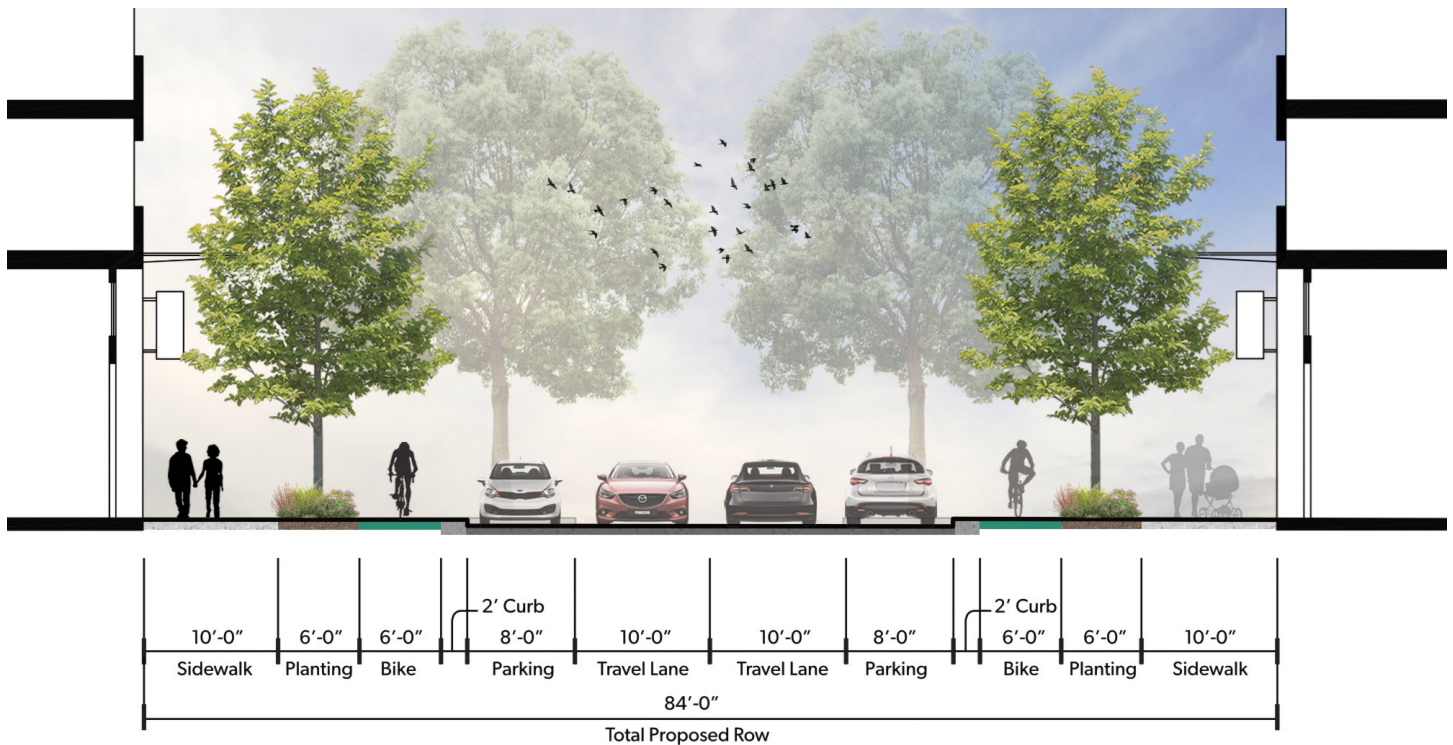 2’ Curb
2’ Curb
10’-0” 6’-0” 6’-0” 8’-0” 10’-0” 10’-0” 8’-0” 6’-0” 6’-0” 10’-0”
Sidewalk Planting Bike Parking Travel Lane Travel Lane Parking Bike Planting Sidewalk
84’-0”
Total Proposed Row